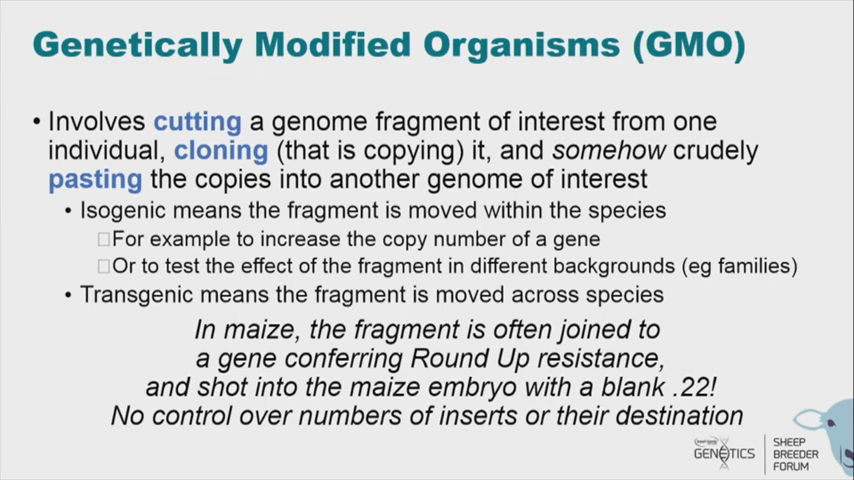 Genetically Modified Organisms (GMO)
• Involves cutting a genome fragment of interest from one
individual, cloning (that is copying) it, and somehow crudely
pasting the copies into another genome of interest
• Isogenic means the fragment is moved within the species
□For example to increase the copy number of a gene
□Or to test the effect of the fragment in different backgrounds (eg families)
• Transgenic means the fragment is moved across species
In maize, the fragment is often joined to
a gene conferring Round Up resistance,
and shot into the maize embryo with a blank .22!
No control over numbers of inserts or their destination
GENETICS
SHEEP
BREEDER
FORUM